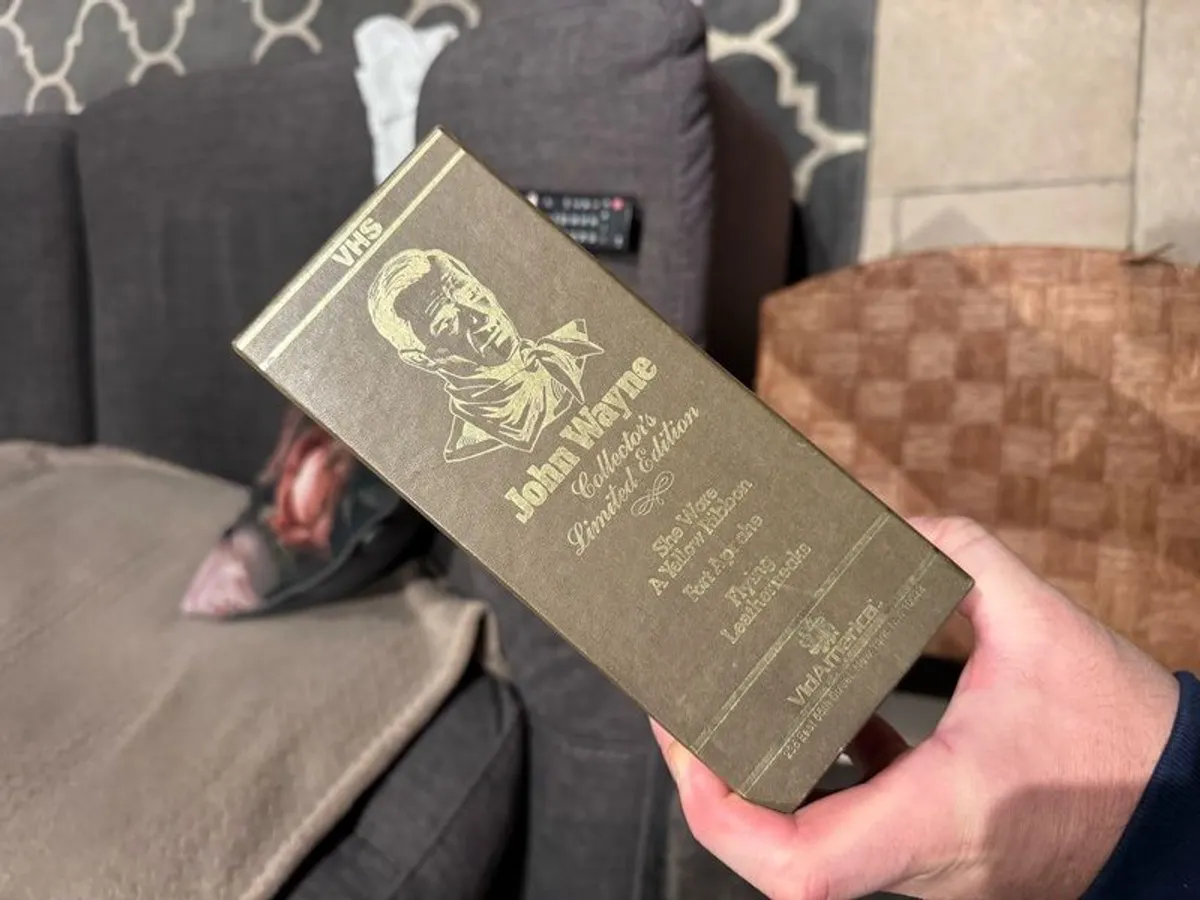 VHS
John Wayne
Collector's
Limited Edition
She Wore
A Yellow Ribbon
Fort Apache
Flying
Leathernecks
VidAmerica